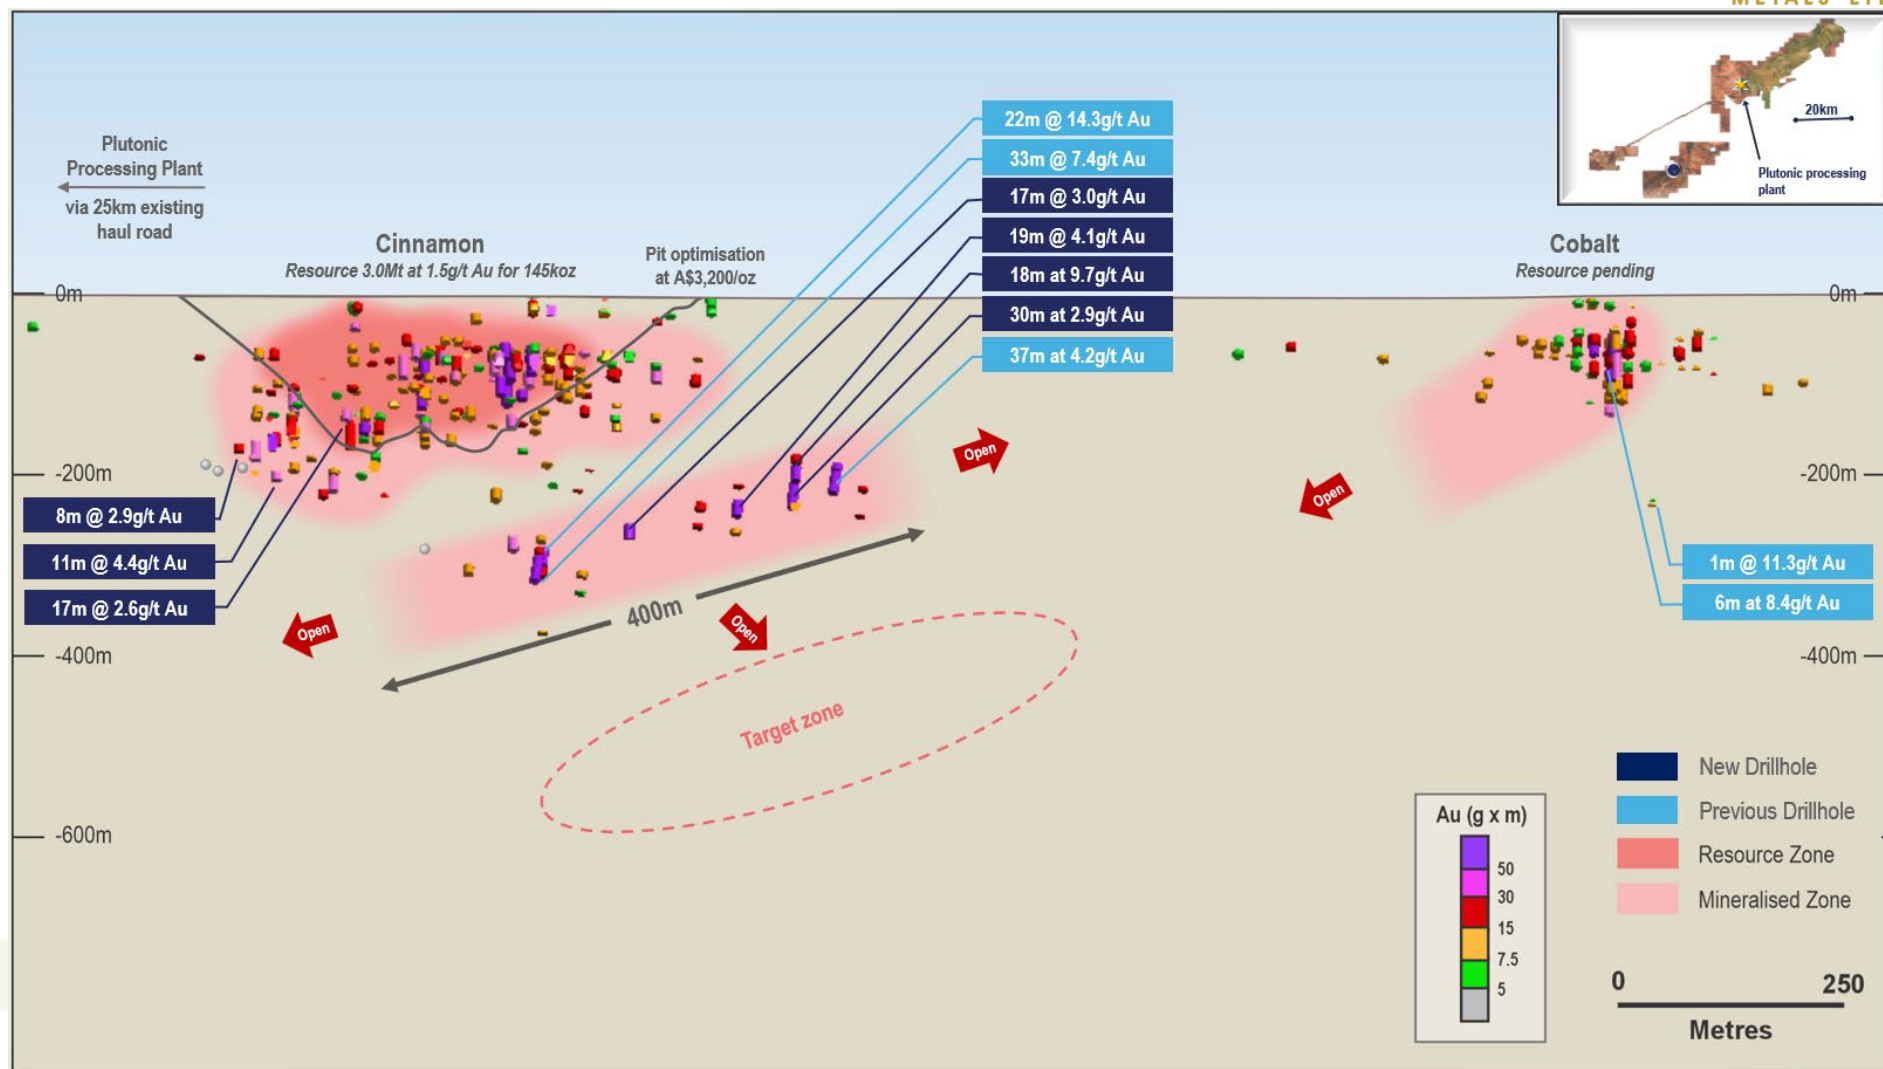 METALS LTD
20km
Plutonic processing
plant
Plutonic
Processing Plant
via 25km existing
haul road
Cinnamon
Resource 3.0Mt at 1.5g/t Au for 145koz
Pit optimisation
at A$3,200/oz
22m @ 14.3g/t Au
33m @ 7.4g/t Au
17m @ 3.0g/t Au
19m @ 4.1g/t Au
18m at 9.7g/t Au
30m at 2.9g/t Au
37m at 4.2g/t Au
Cobalt
Resource pending
0m
0m
-200m
-200m
Open
Open
8m @ 2.9g/t Au
11m @ 4.4g/t Au
17m @ 2.6g/t Au
1m @ 11.3g/t Au
6m at 8.4g/t Au
Open
400m
Open
-400m
-400m
Target zone
-600m
New Drillhole
Previous Drillhole
Resource Zone
Mineralised Zone
Au (g x m)
50
30
15
7.5
5
0 250
Metres